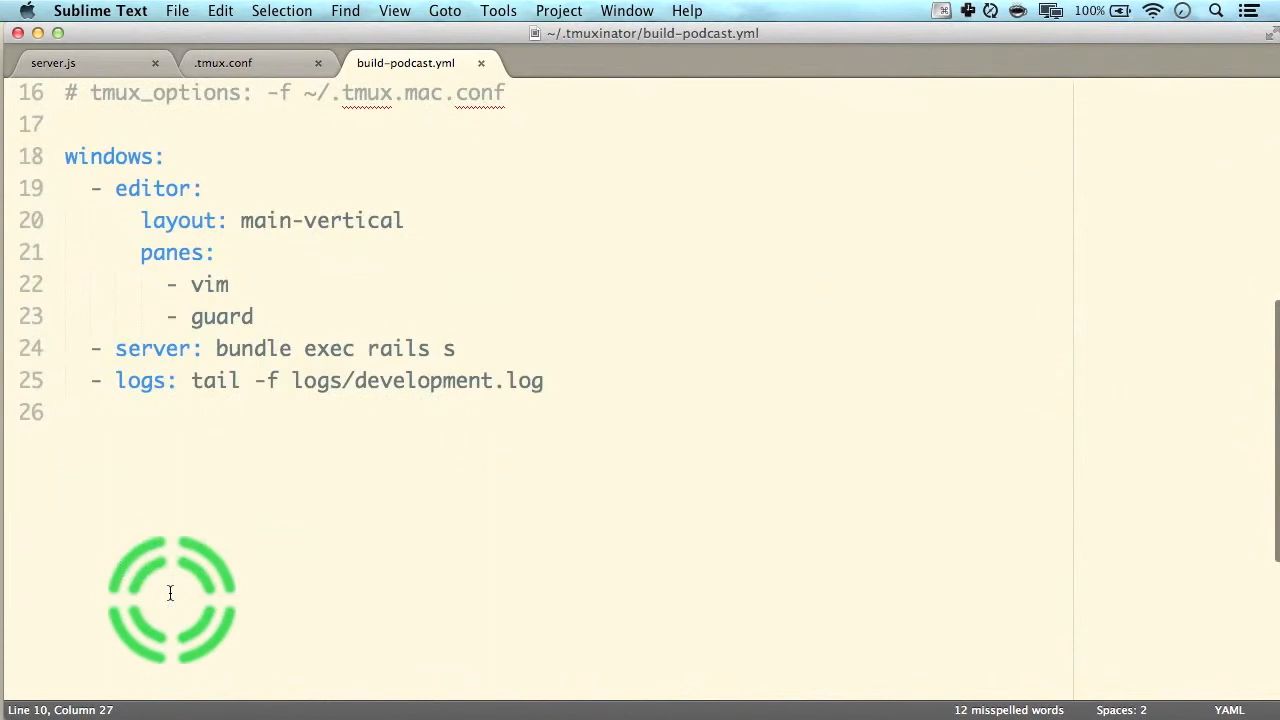 Sublime Text File Edit Selection Find View Goto Tools Project Window Help 100%
~/.tmuxinator/build-podcast.yml
server.js × .tmux.conf × build-podcast.yml ×
16 # tmux_options: -f ~/.tmux.mac.conf
17
18 windows:
19 - editor:
20 layout: main-vertical
21 panes:
22 - vim
23 - guard
24 - server: bundle exec rails s
25 - logs: tail -f logs/development.log
26
Line 10, Column 27 12 misspelled words Spaces: 2 YAML